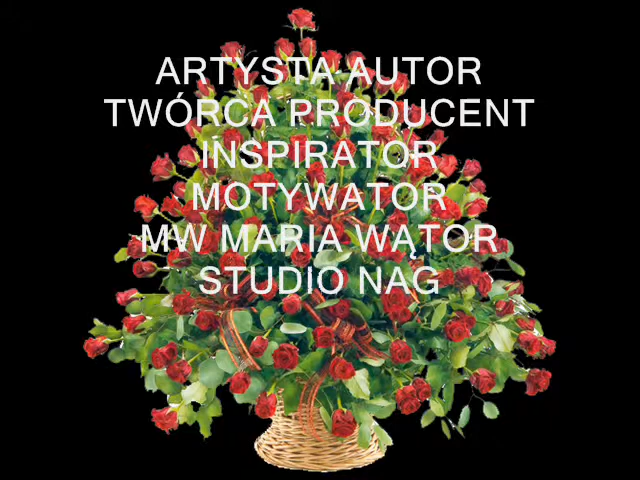 ARTYSTA AUTOR
TWÓRCA PRODUCENT
INSPIRATOR
MOTYWATOR
MW MARIA WĄTOR
STUDIO NAG